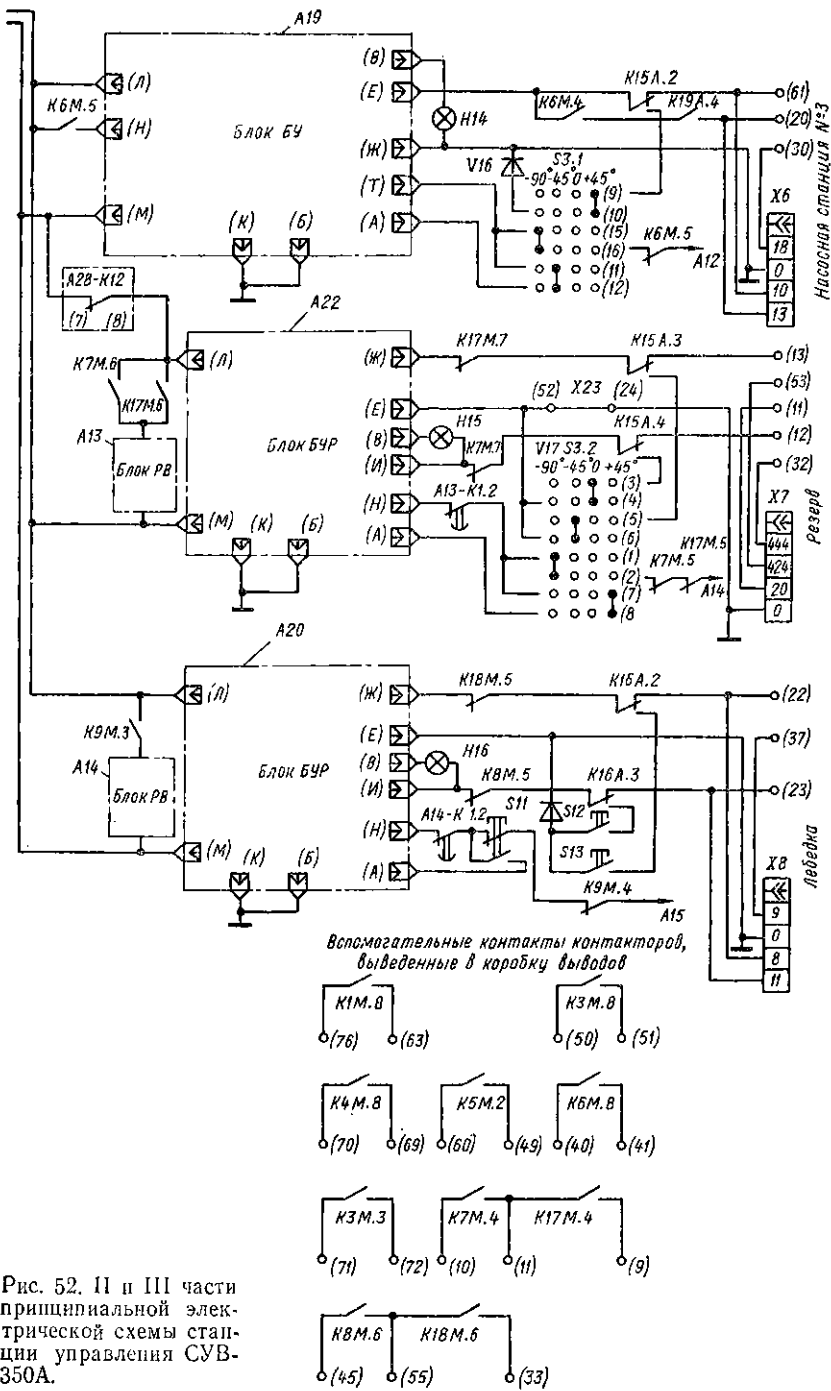 А19
(Л)
К6М.5
(Н)
Блок БУ
(М)
(К) (Б)
(В)
(Е)
Н14
(Ж)
(Т)
(А)
V16
S3.1
-90°-45°0 +45°
(9)
(10)
(15)
(16)
(11)
(12)
К6М.4
К15А.2
К19А.4
К6М.5
А12
(61)
(20)
(30)
Х6
18
0
10
13
Насосная станция №3
А28-К12
(7) (8)
А22
К7М.6
К17М.6
(Л)
А13
Блок РВ
Блок БУР
(М)
(К) (Б)
(Ж)
(Е)
(В)
(И)
(Н)
(А)
К17М.7
К15А.3
(52) Х23 (24)
Н15
К7М.7
К15А.4
А13-К1.2
V17 S3.2
-90°-45°0 +45°
(3)
(4)
(5)
(6)
(1)
(2)
(7)
(8
К7М.5
К17М.5
А14
(13)
(53)
(11)
(12)
(32)
Х7
444
424
20
0
Резерв
А20
(Л)
К9М.3
А14
Блок РВ
Блок БУР
(М)
(К) (Б)
(Ж)
(Е)
(В)
(И)
(Н)
(А)
К18М.5
К16А.2
Н16
К8М.5
К16А.3
А14-К 1.2
S11
S12
S13
К9М.4
А15
(22)
(37)
(23)
Х8
9
0
8
11
Лебедка
Вспомогательные контакты контакторов,
выведенные в коробку выводов
К1М.8 К3М.8
(76) (63) (50) (51)
К4М.8 К5М.2 К6М.8
(70) (69) (60) (49) (40) (41)
К3М.3 К7М.4 К17М.4
(71) (72) (10) (11) (9)
К8М.6 К18М.6
(45) (55) (33)
Рис. 52. II и III части
принципиальной элек-
трической схемы стан-
ции управления СУВ-
350А.